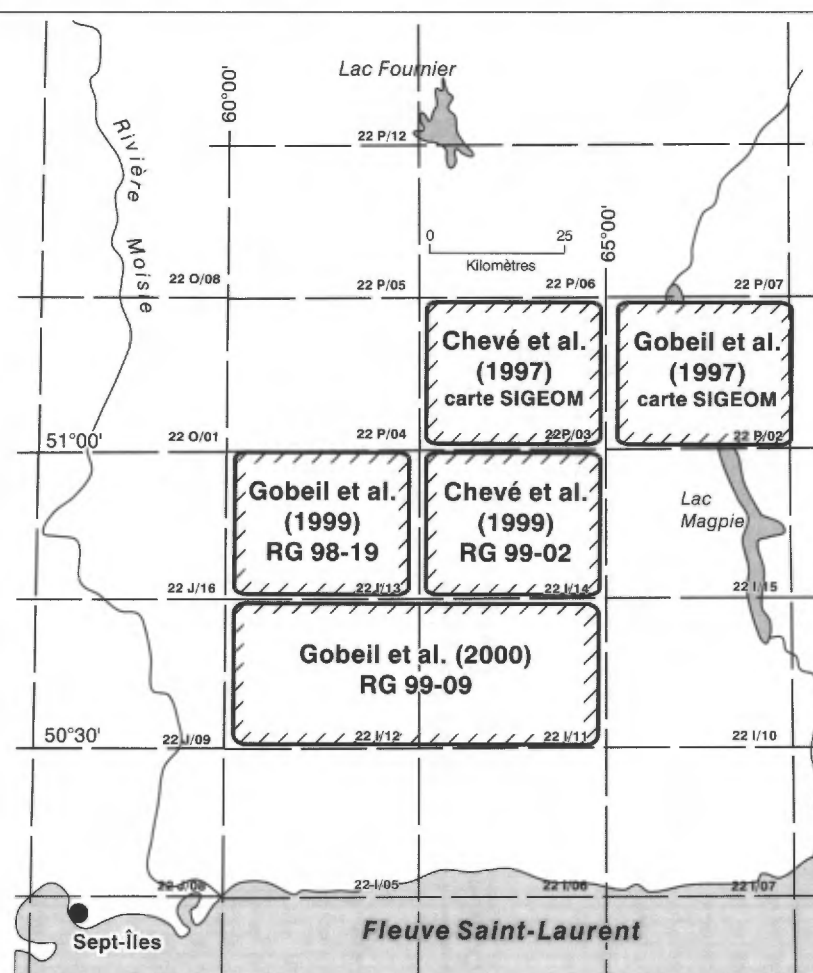 Lac Fournier
60°00'
Rivière Moisie
22 P/12
0 25
Kilomètres
65°00'
22 O/08
22 P/05
22 P/06
22 P/07
Chevé et al.
(1997)
carte SIGEOM
Gobeil et al.
(1997)
carte SIGEOM
51°00'
22 O/01
22 P/04
22P/03
22 P/02
Gobeil et al.
(1999)
RG 98-19
Chevé et al.
(1999)
RG 99-02
Lac
Magpie
22 J/16
22 I/13
22 I/14
22 I/15
Gobeil et al. (2000)
RG 99-09
50°30'
22 J/09
22 I/12
22 I/11
22 I/10
22 J/08
22 I/05
22 I/06
22 I/07
Sept-Îles
Fleuve Saint-Laurent